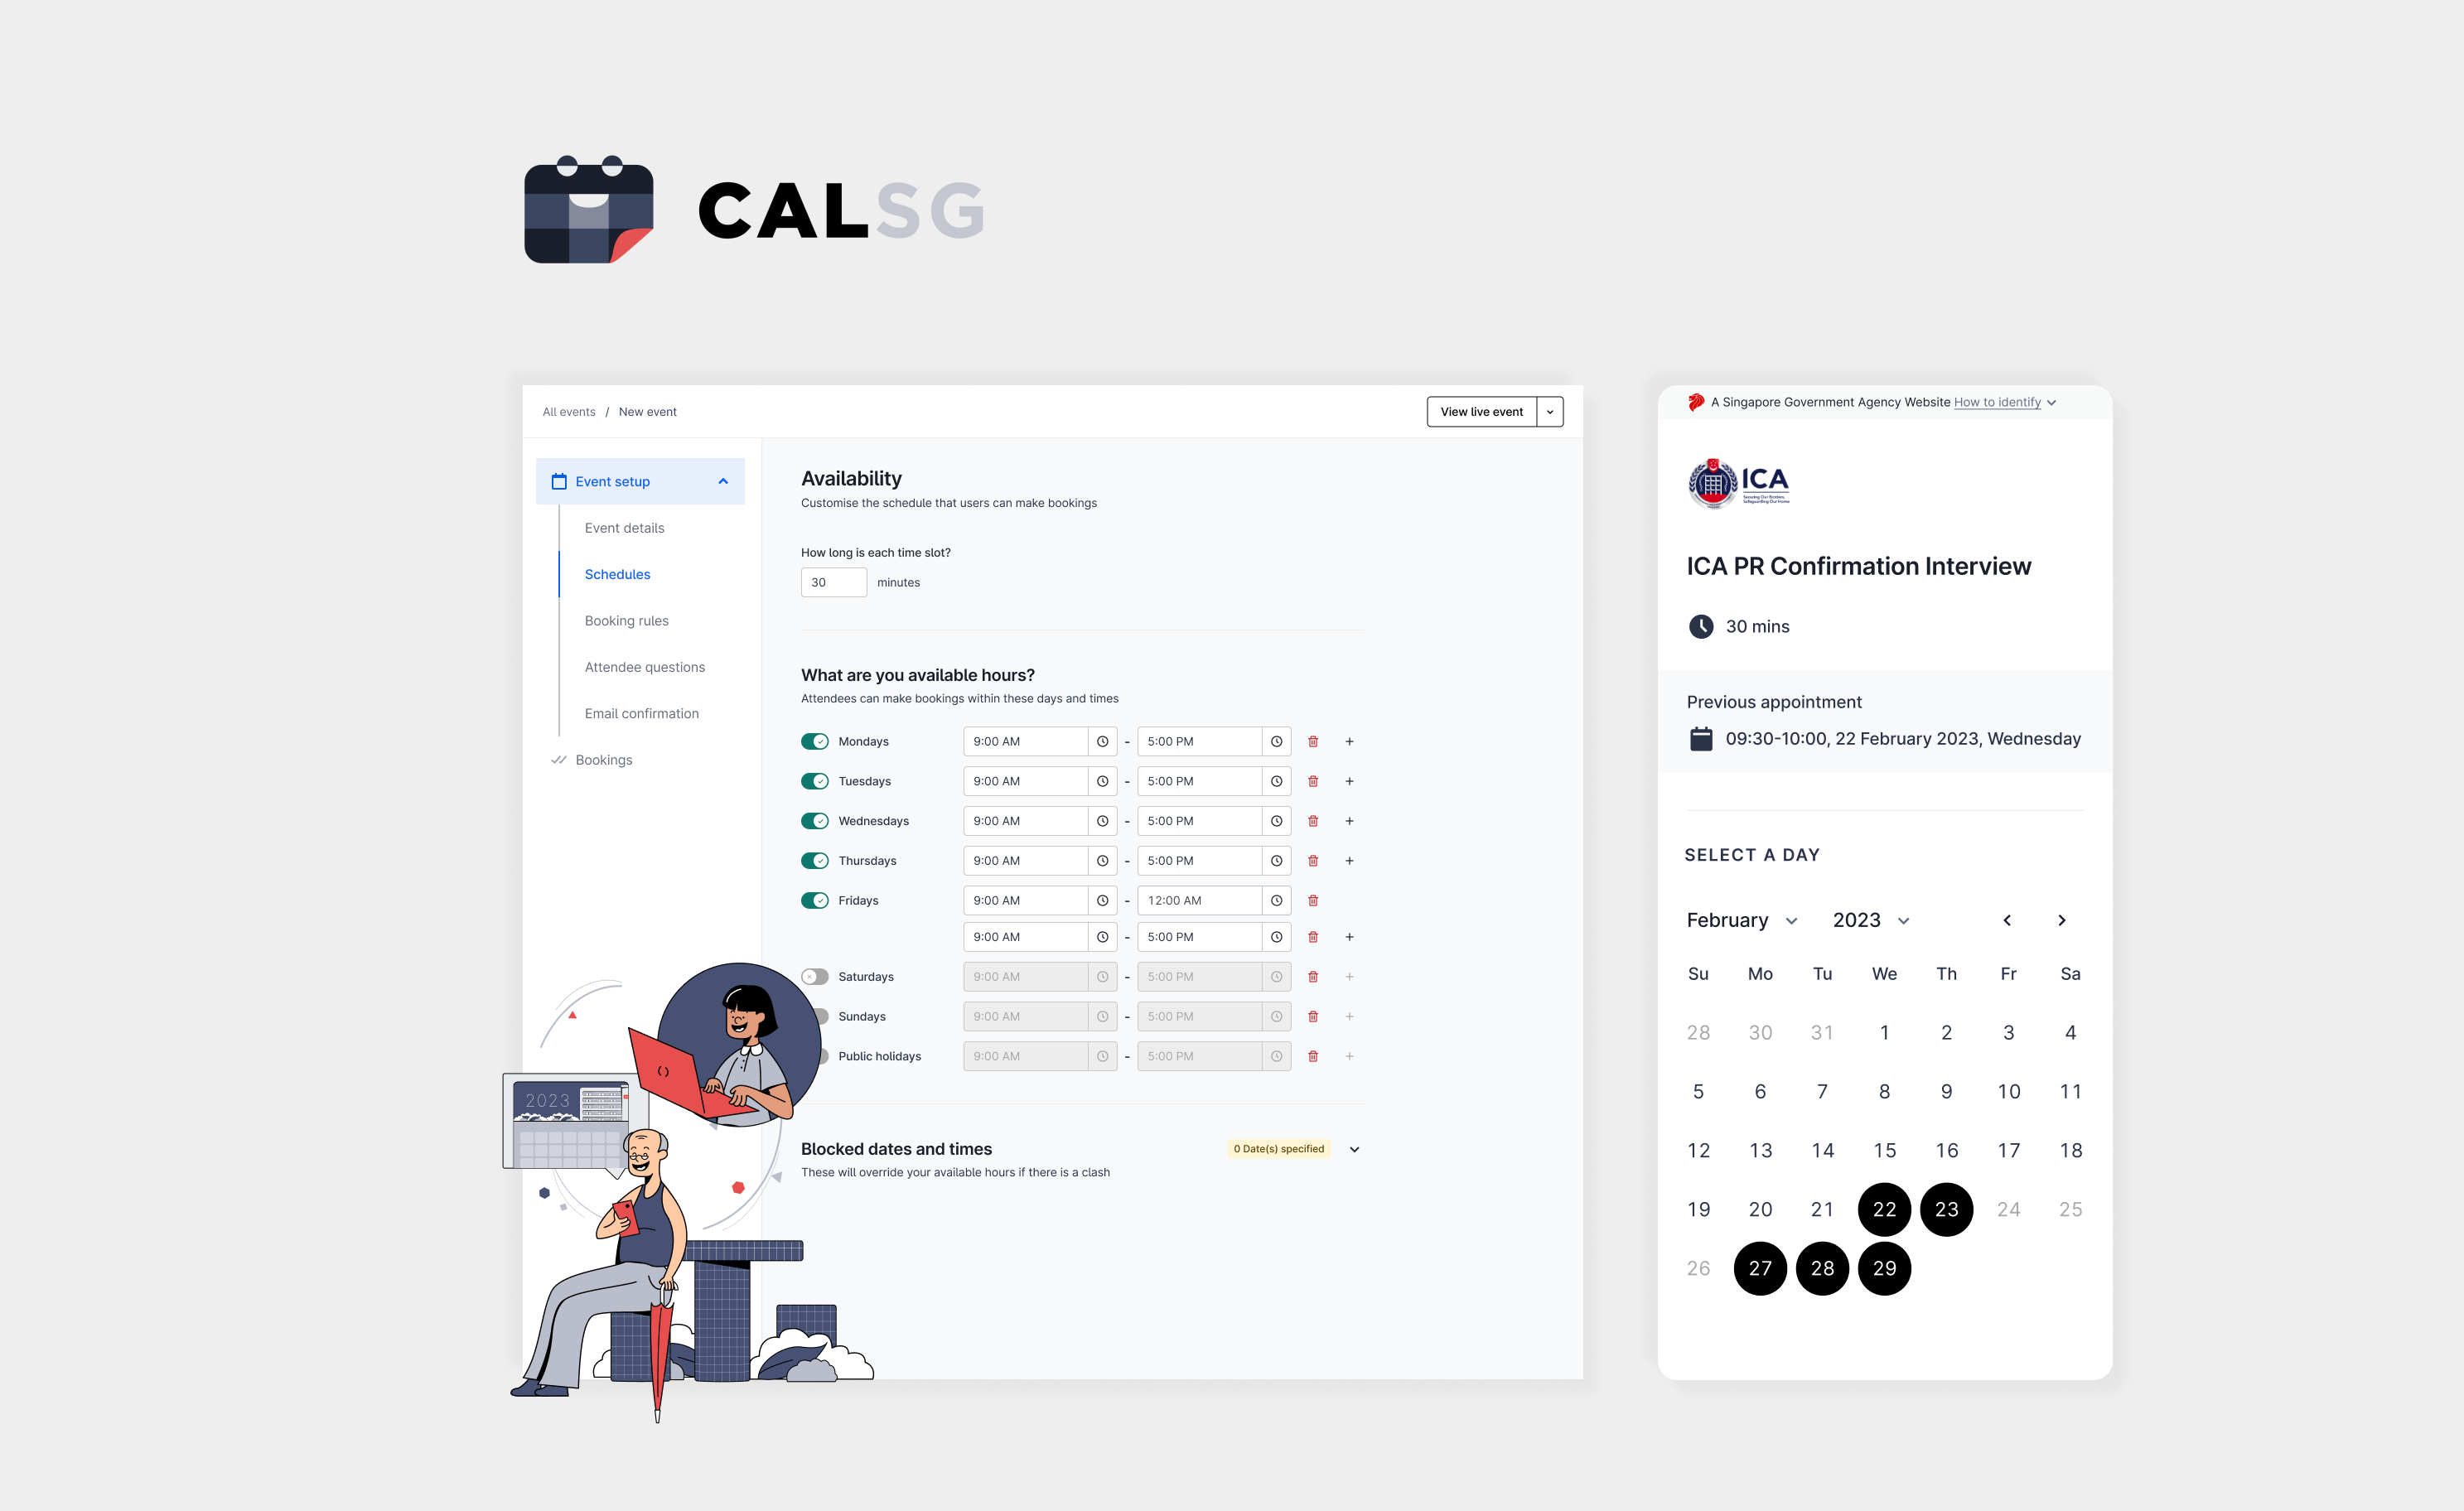 CALSG
All events / New event
View live event
Event setup
Event details
Schedules
Booking rules
Attendee questions
Email confirmation
Bookings
Availability
Customise the schedule that users can make bookings
How long is each time slot?
30 minutes
What are you available hours?
Attendees can make bookings within these days and times
Mondays 9:00 AM - 5:00 PM
Tuesdays 9:00 AM - 5:00 PM
Wednesdays 9:00 AM - 5:00 PM
Thursdays 9:00 AM - 5:00 PM
Fridays 9:00 AM - 12:00 AM
9:00 AM - 5:00 PM
Saturdays 9:00 AM - 5:00 PM
Sundays 9:00 AM - 5:00 PM
Public holidays 9:00 AM - 5:00 PM
Blocked dates and times
0 Date(s) specified
These will override your available hours if there is a clash
2023
A Singapore Government Agency Website How to identify
ICA
Securing Our Borders,
Safeguarding Our Home
ICA PR Confirmation Interview
30 mins
Previous appointment
09:30-10:00, 22 February 2023, Wednesday
SELECT A DAY
February 2023
Su Mo Tu We Th Fr Sa
28 30 31 1 2 3 4
5 6 7 8 9 10 11
12 13 14 15 16 17 18
19 20 21 22 23 24 25
26 27 28 29